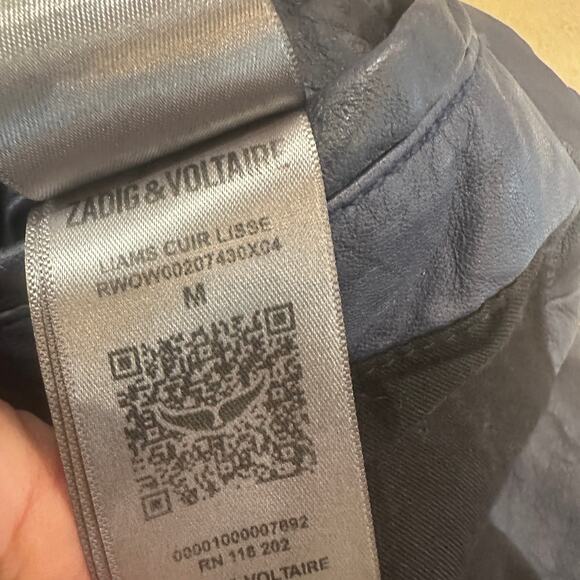 ZADIG & VOLTAIRE
LIAMS CUIR LISSE
RWOW00207430X04
M
00001000007892
RN 116 202
VOLTAIRE